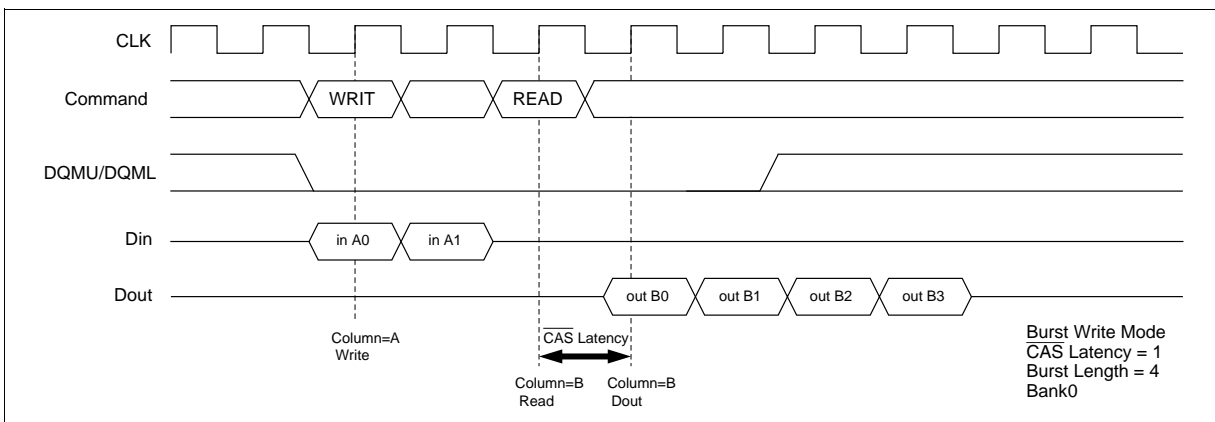 CLK
Command
WRIT
READ
DQMU/DQML
Din
in A0
in A1
Dout
out B0
out B1
out B2
out B3
Column=A
Write
CAS Latency
Column=B
Read
Column=B
Dout
Burst Write Mode
CAS Latency = 1
Burst Length = 4
Bank0